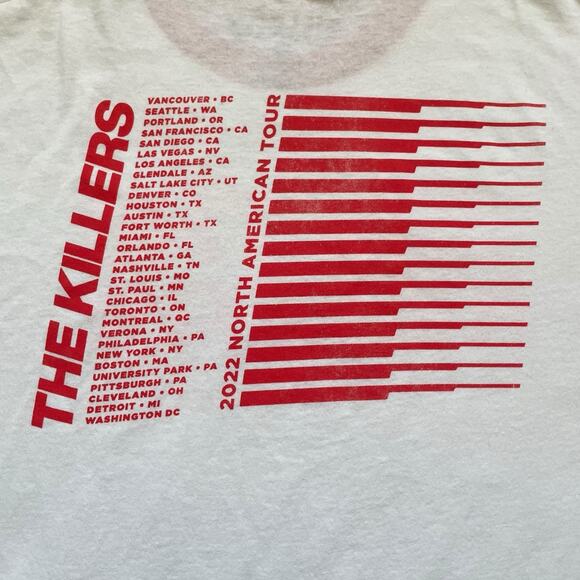 THE KILLERS
VANCOUVER • BC
SEATTLE • WA
PORTLAND • OR
SAN FRANCISCO • CA
SAN DIEGO • CA
LAS VEGAS • NV
LOS ANGELES • CA
GLENDALE • AZ
SALT LAKE CITY • UT
DENVER • CO
HOUSTON • TX
AUSTIN • TX
FORT WORTH • TX
MIAMI • FL
ORLANDO • FL
ATLANTA • GA
NASHVILLE • TN
ST. LOUIS • MO
ST. PAUL • MN
CHICAGO • IL
TORONTO • ON
MONTREAL • QC
VERONA • NY
PHILADELPHIA • PA
NEW YORK • NY
BOSTON • MA
UNIVERSITY PARK • PA
PITTSBURGH • PA
CLEVELAND • OH
DETROIT • MI
WASHINGTON DC
2022 NORTH AMERICAN TOUR